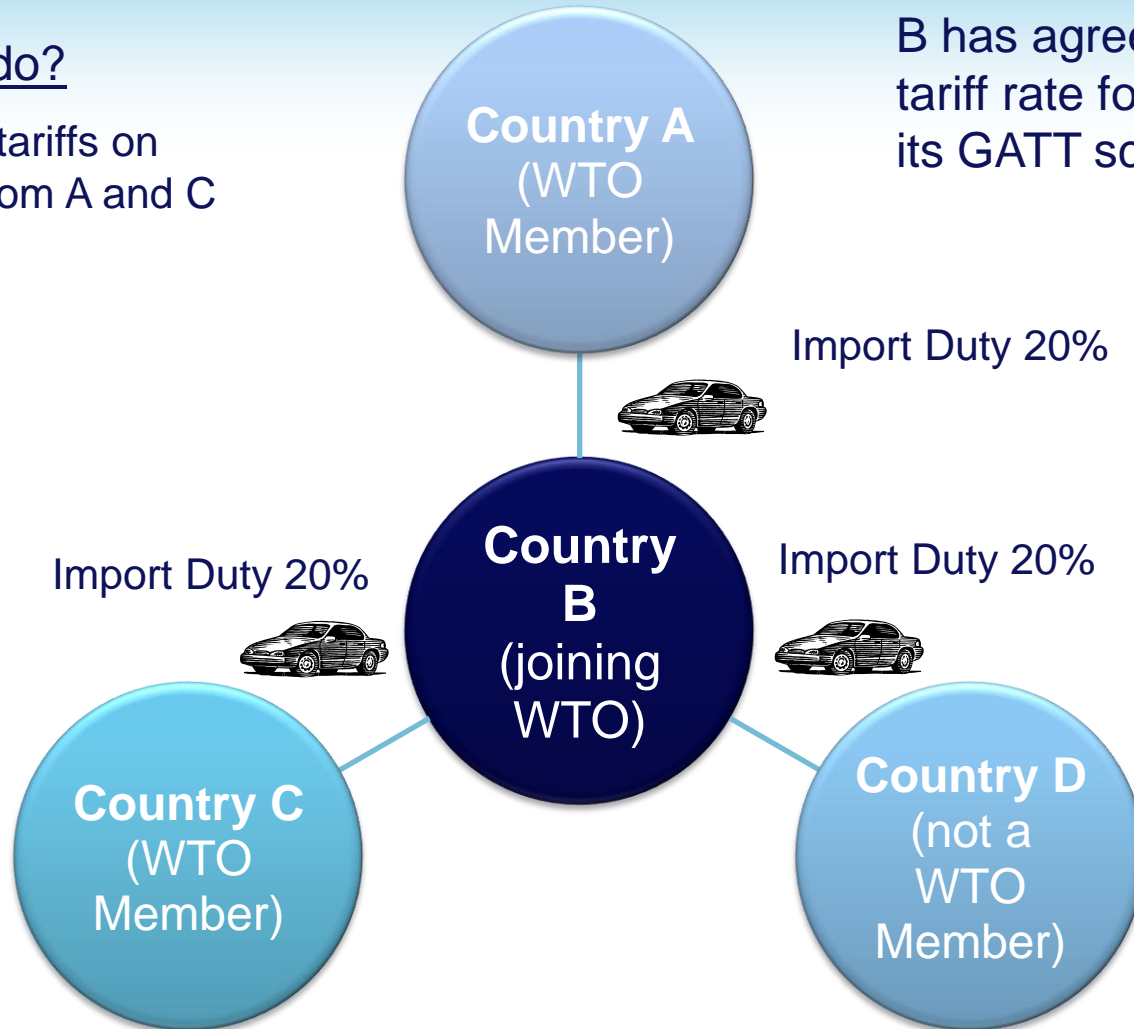 do?
tariffs on
om A and C
B has agree
tariff rate fo
its GATT sc
Country A
(WTO
Member)
Import Duty 20%
Country
B
(joining
WTO)
Import Duty 20%
Import Duty 20%
Country C
(WTO
Member)
Country D
(not a
WTO
Member)